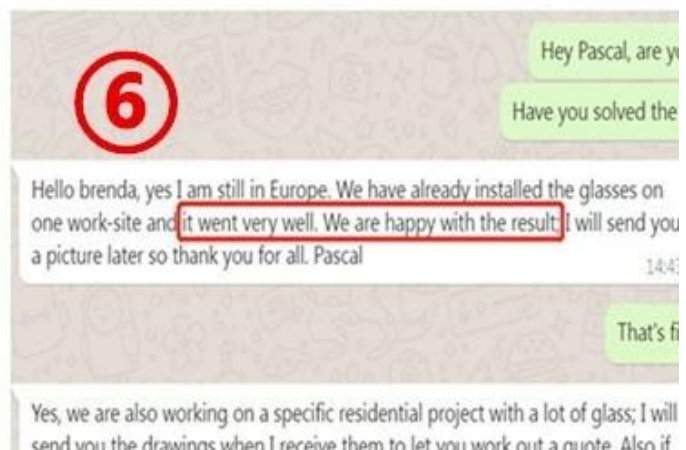 6
Hey Pascal, are
Have you solved the
Hello brenda, yes I am still in Europe. We have already installed the glasses on
one work-site and it went very well. We are happy with the result; I will send you
a picture later so thank you for all. Pascal
14:43
That's
Yes, we are also working on a specific residential project with a lot of glass; I will
send you the drawings when I receive them to let you work out a quote. Also if